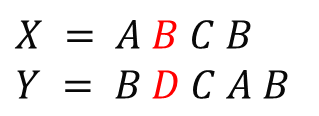 X = A B C B
Y = B D C A B